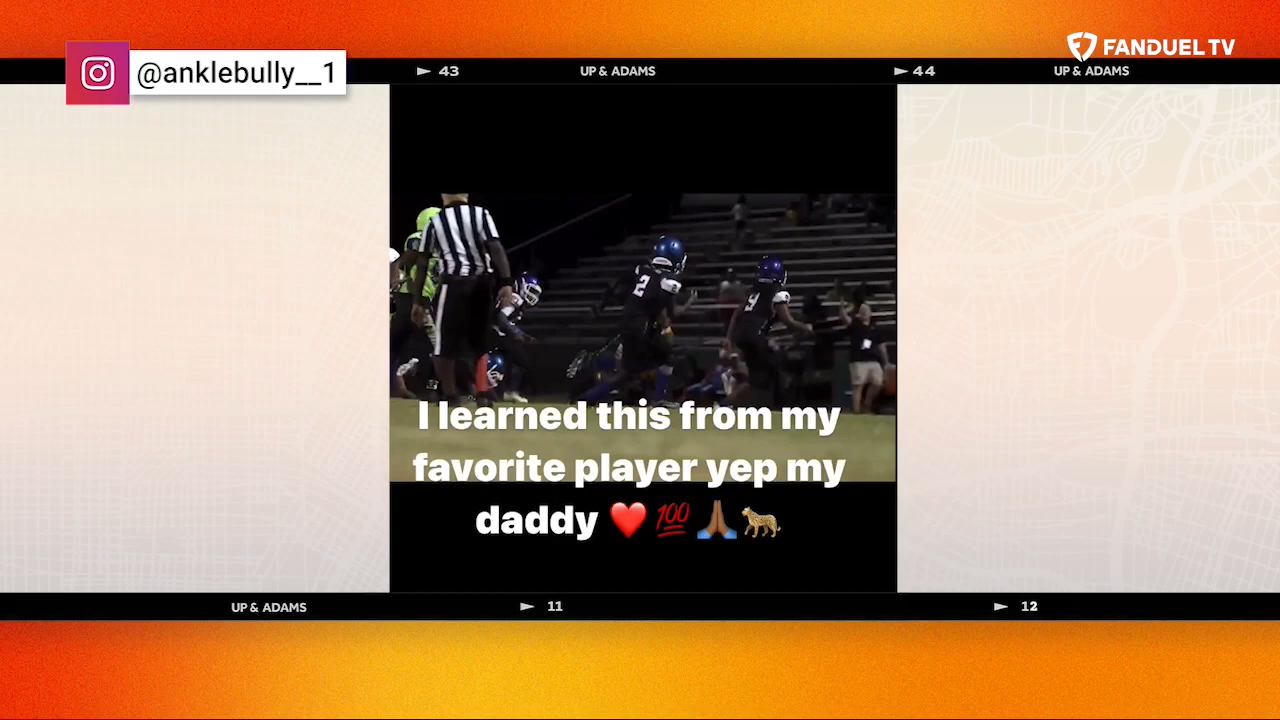 FANDUEL TV
@anklebully__1
43
UP & ADAMS
44
UP & ADAMS
2
9
I learned this from my
favorite player yep my
daddy ❤️ 💯 🙏🏾 🐆
UP & ADAMS
11
12